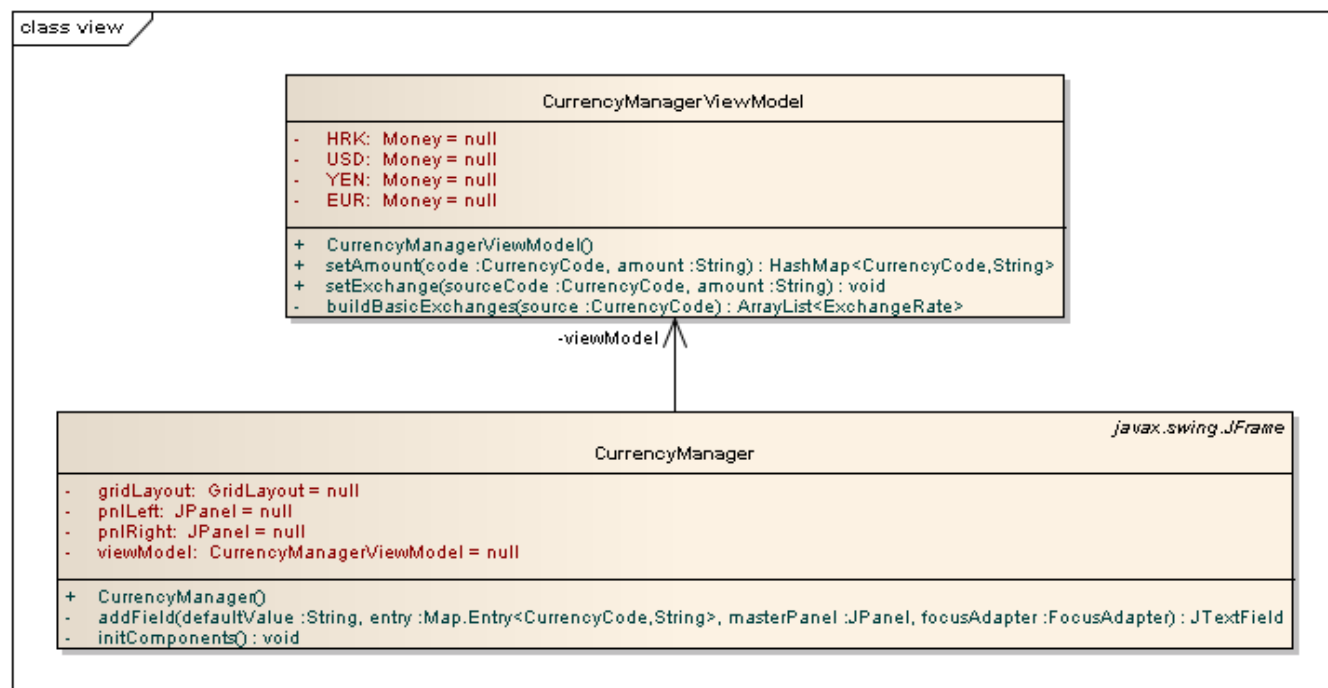 class view
CurrencyManagerViewModel
- HRK: Money = null
- USD: Money = null
- YEN: Money = null
- EUR: Money = null
+ CurrencyManagerViewModel()
+ setAmount(code :CurrencyCode, amount :String) : HashMap<CurrencyCode,String>
+ setExchange(sourceCode :CurrencyCode, amount :String) : void
- buildBasicExchanges(source :CurrencyCode) : ArrayList<ExchangeRate>
-viewModel
javax.swing.JFrame
CurrencyManager
- gridLayout: GridLayout = null
- pnlLeft: JPanel = null
- pnlRight: JPanel = null
- viewModel: CurrencyManagerViewModel = null
+ CurrencyManager()
- addField(defaultValue :String, entry :Map.Entry<CurrencyCode,String>, masterPanel :JPanel, focusAdapter :FocusAdapter) : JTextField
- initComponents() : void